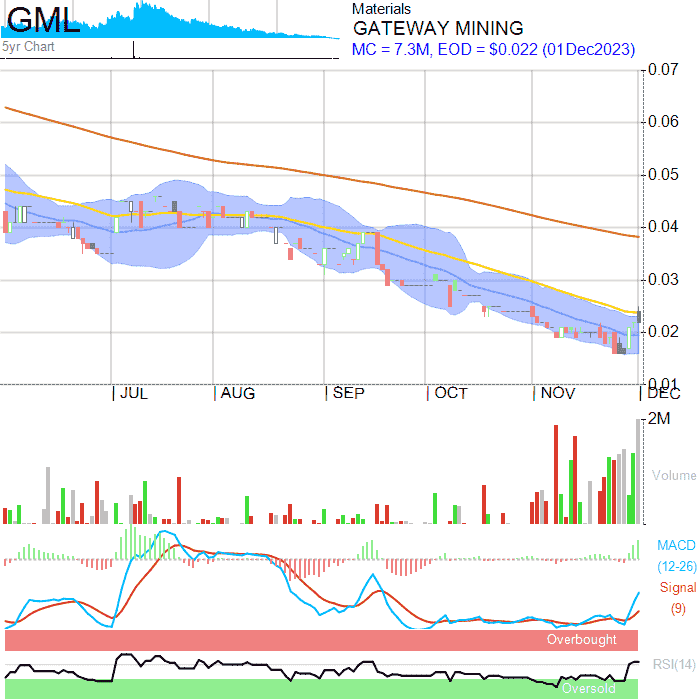 GML
Materials
GATEWAY MINING
MC = 7.3M, EOD = $0.022 (01Dec2023)
5yr Chart
0.07
0.06
0.05
0.04
0.03
0.02
0.01
JUL AUG SEP OCT NOV DEC
2M
Volume
MACD
(12-26)
Signal
(9)
Overbought
RSI(14)
Oversold